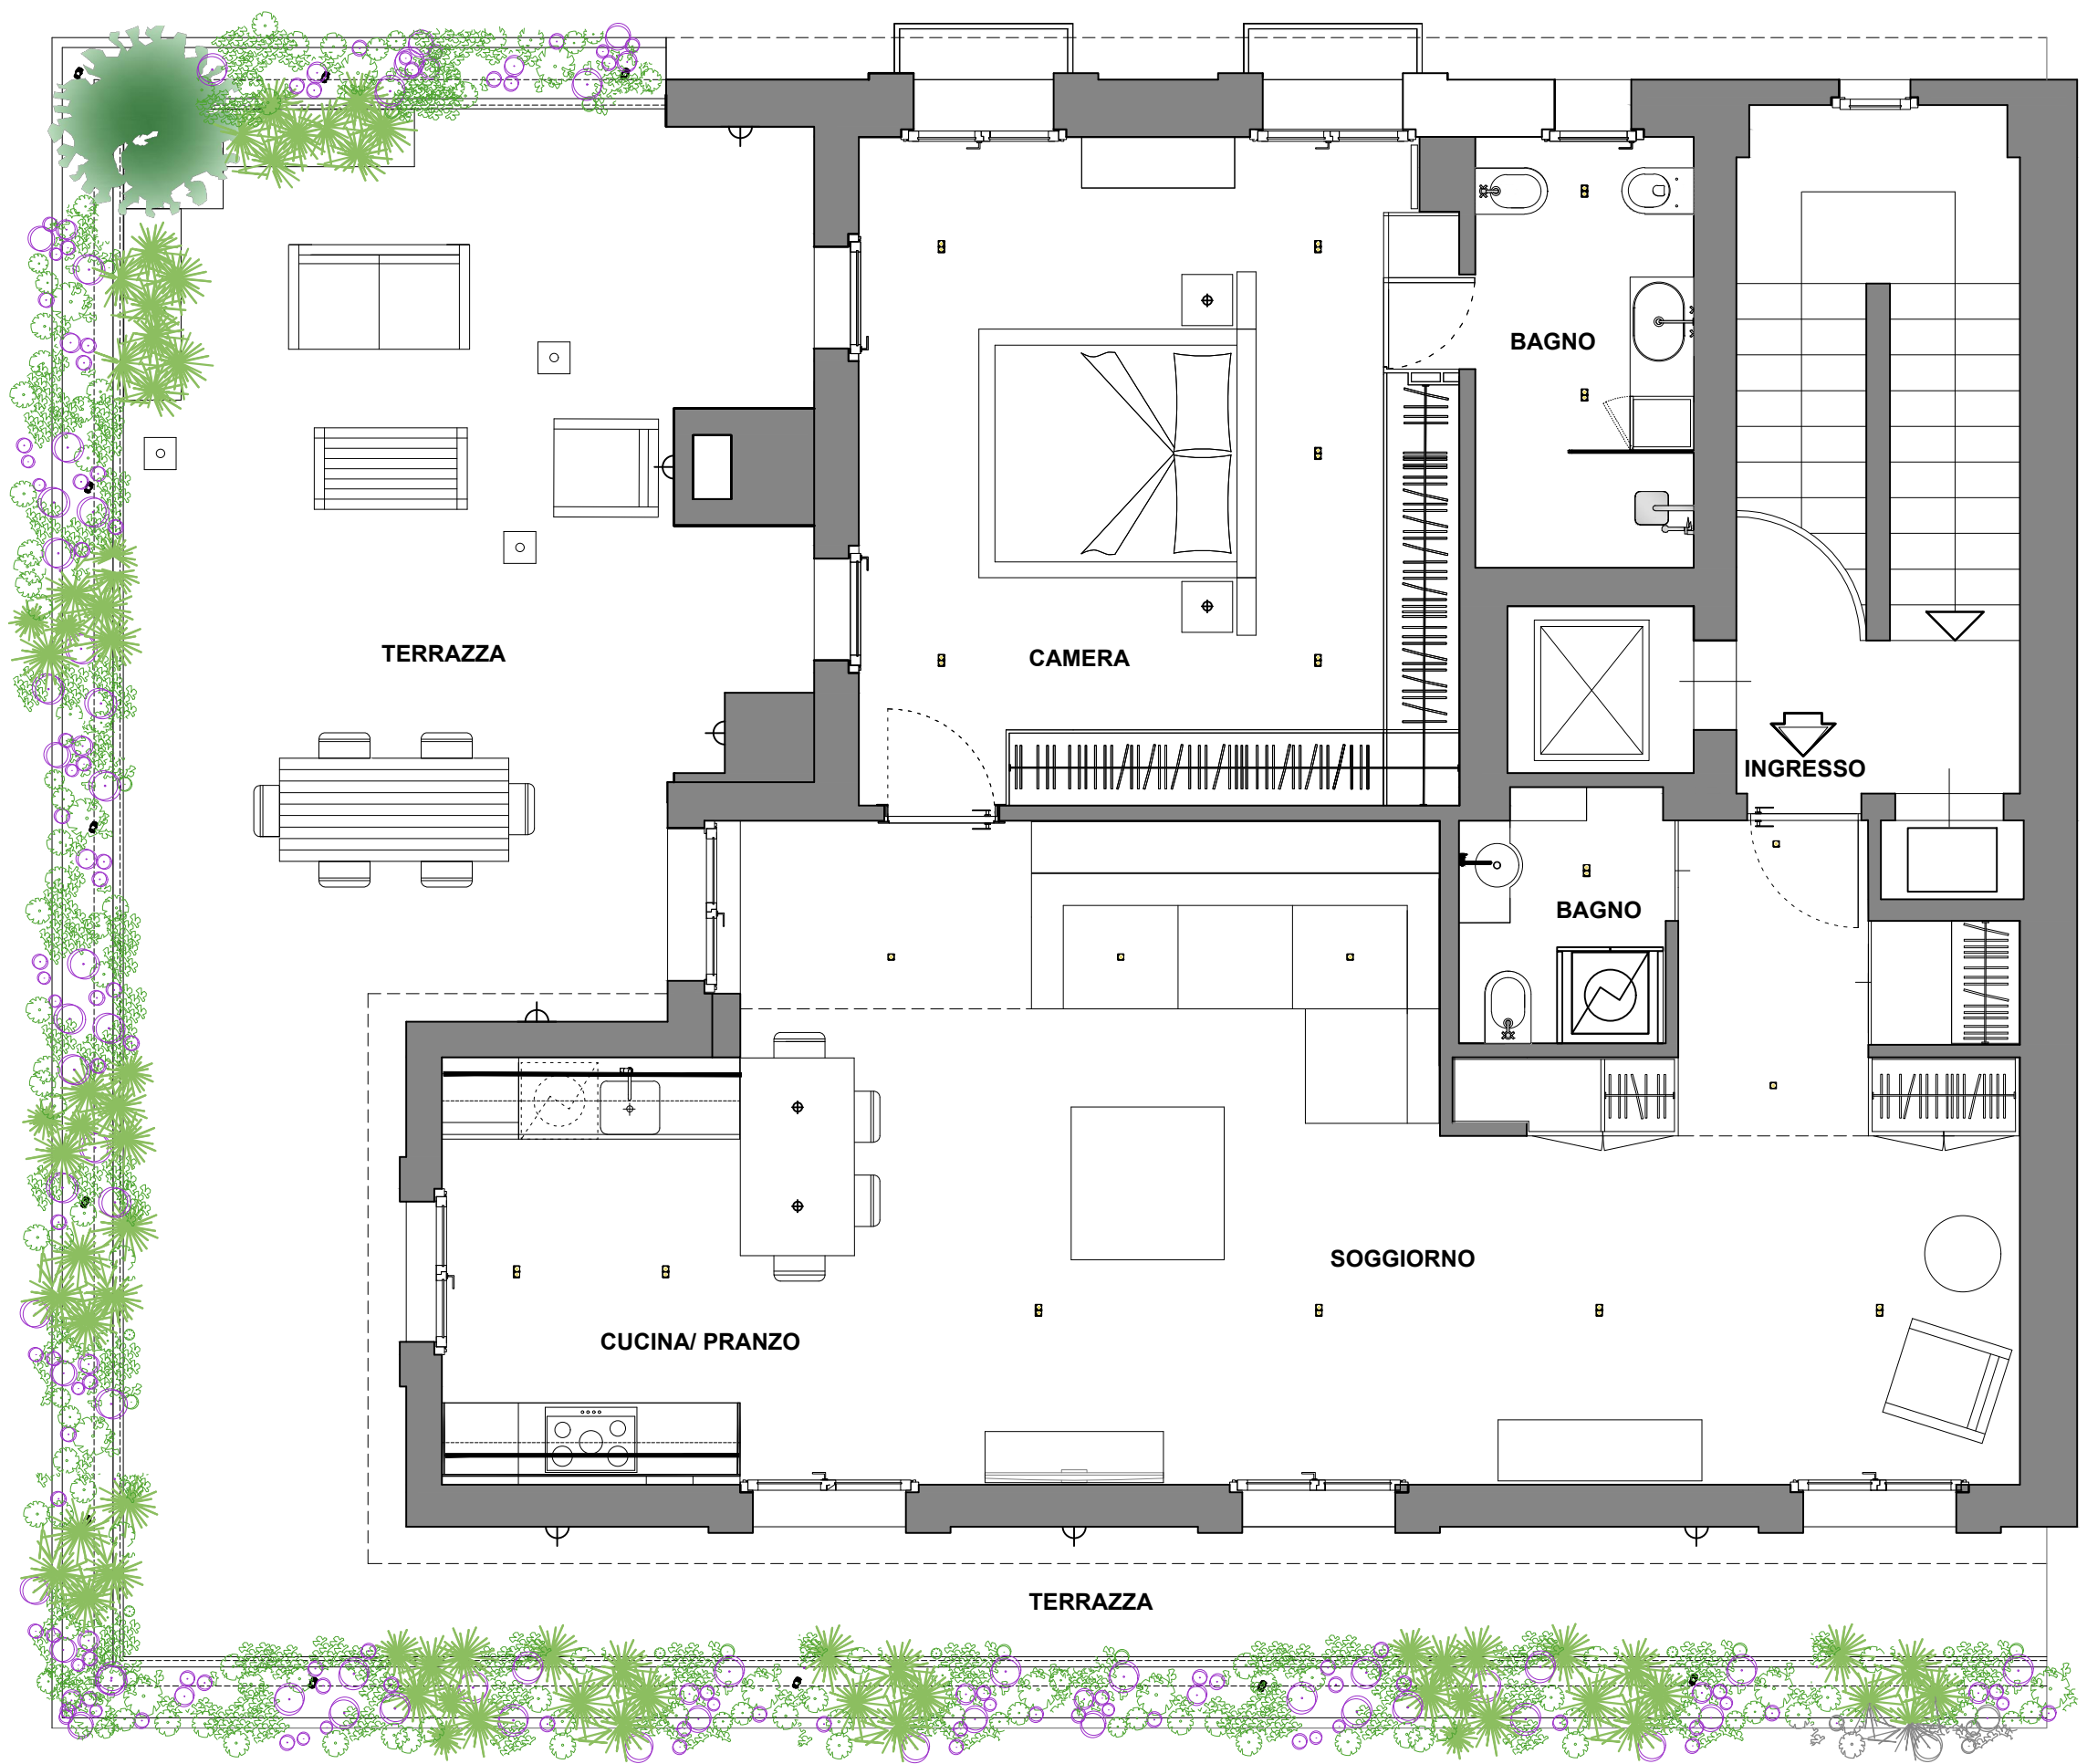 BAGNO
TERRAZZA
CAMERA
INGRESSO
BAGNO
SOGGIORNO
CUCINA/ PRANZO
TERRAZZA